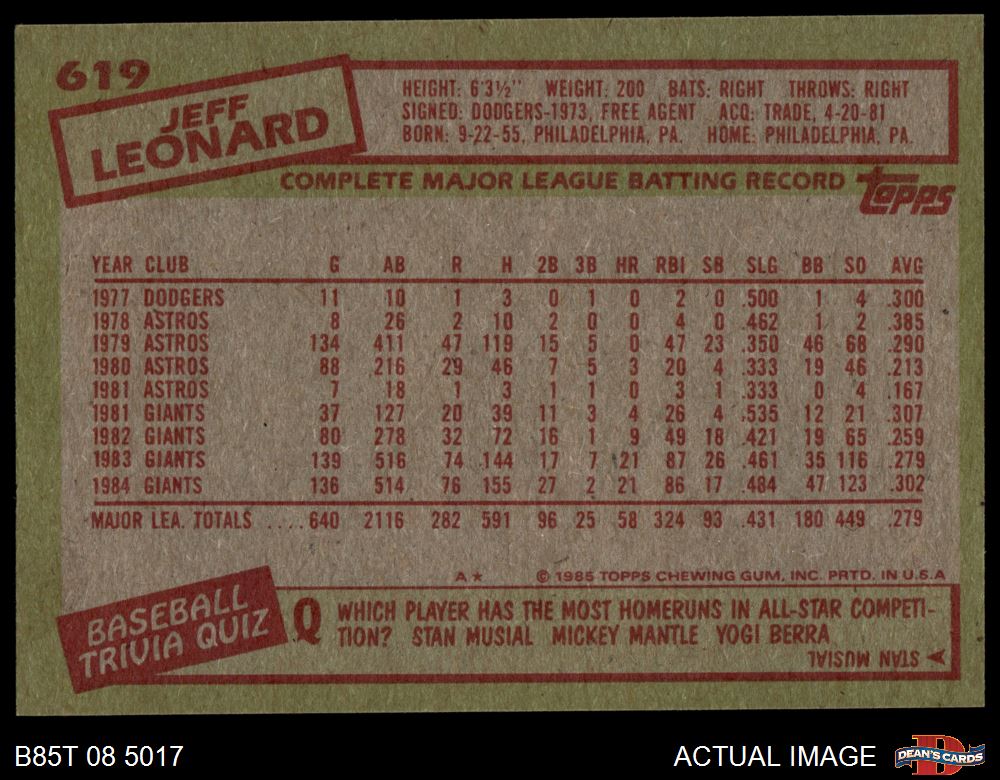 619
JEFF
LEONARD
HEIGHT: 6'3½" WEIGHT: 200 BATS: RIGHT THROWS: RIGHT
SIGNED: DODGERS-1973, FREE AGENT ACQ: TRADE, 4-20-81
BORN: 9-22-55, PHILADELPHIA, PA. HOME: PHILADELPHIA, PA.
COMPLETE MAJOR LEAGUE BATTING RECORD topps
YEAR CLUB G AB R H 2B 3B HR RBI SB SLG BB SO AVG
1977 DODGERS 11 10 1 3 0 1 0 2 0 .500 1 4 .300
1978 ASTROS 8 26 2 10 2 0 0 4 0 .462 1 2 .385
1979 ASTROS 134 411 47 119 15 5 0 47 23 .350 46 68 .290
1980 ASTROS 88 216 29 46 7 5 3 20 4 .333 19 46 .213
1981 ASTROS 7 18 1 3 1 1 0 3 1 .333 0 4 .167
1981 GIANTS 37 127 20 39 11 3 4 26 4 .535 12 21 .307
1982 GIANTS 80 278 32 72 16 1 9 49 18 .421 19 65 .259
1983 GIANTS 139 516 74 144 17 7 21 87 26 .461 35 116 .279
1984 GIANTS 136 514 76 155 27 2 21 86 17 .484 47 123 .302
MAJOR LEA. TOTALS ....640 2116 282 591 96 25 58 324 93 .431 180 449 .279
A★ © 1985 TOPPS CHEWING GUM, INC. PRTD. IN U.S.A
BASEBALL
TRIVIA QUIZ
Q WHICH PLAYER HAS THE MOST HOMERUNS IN ALL-STAR COMPETI-
TION? STAN MUSIAL MICKEY MANTLE YOGI BERRA
STAN MUSIAL
B85T 08 5017 ACTUAL IMAGE DEAN'S CARDS